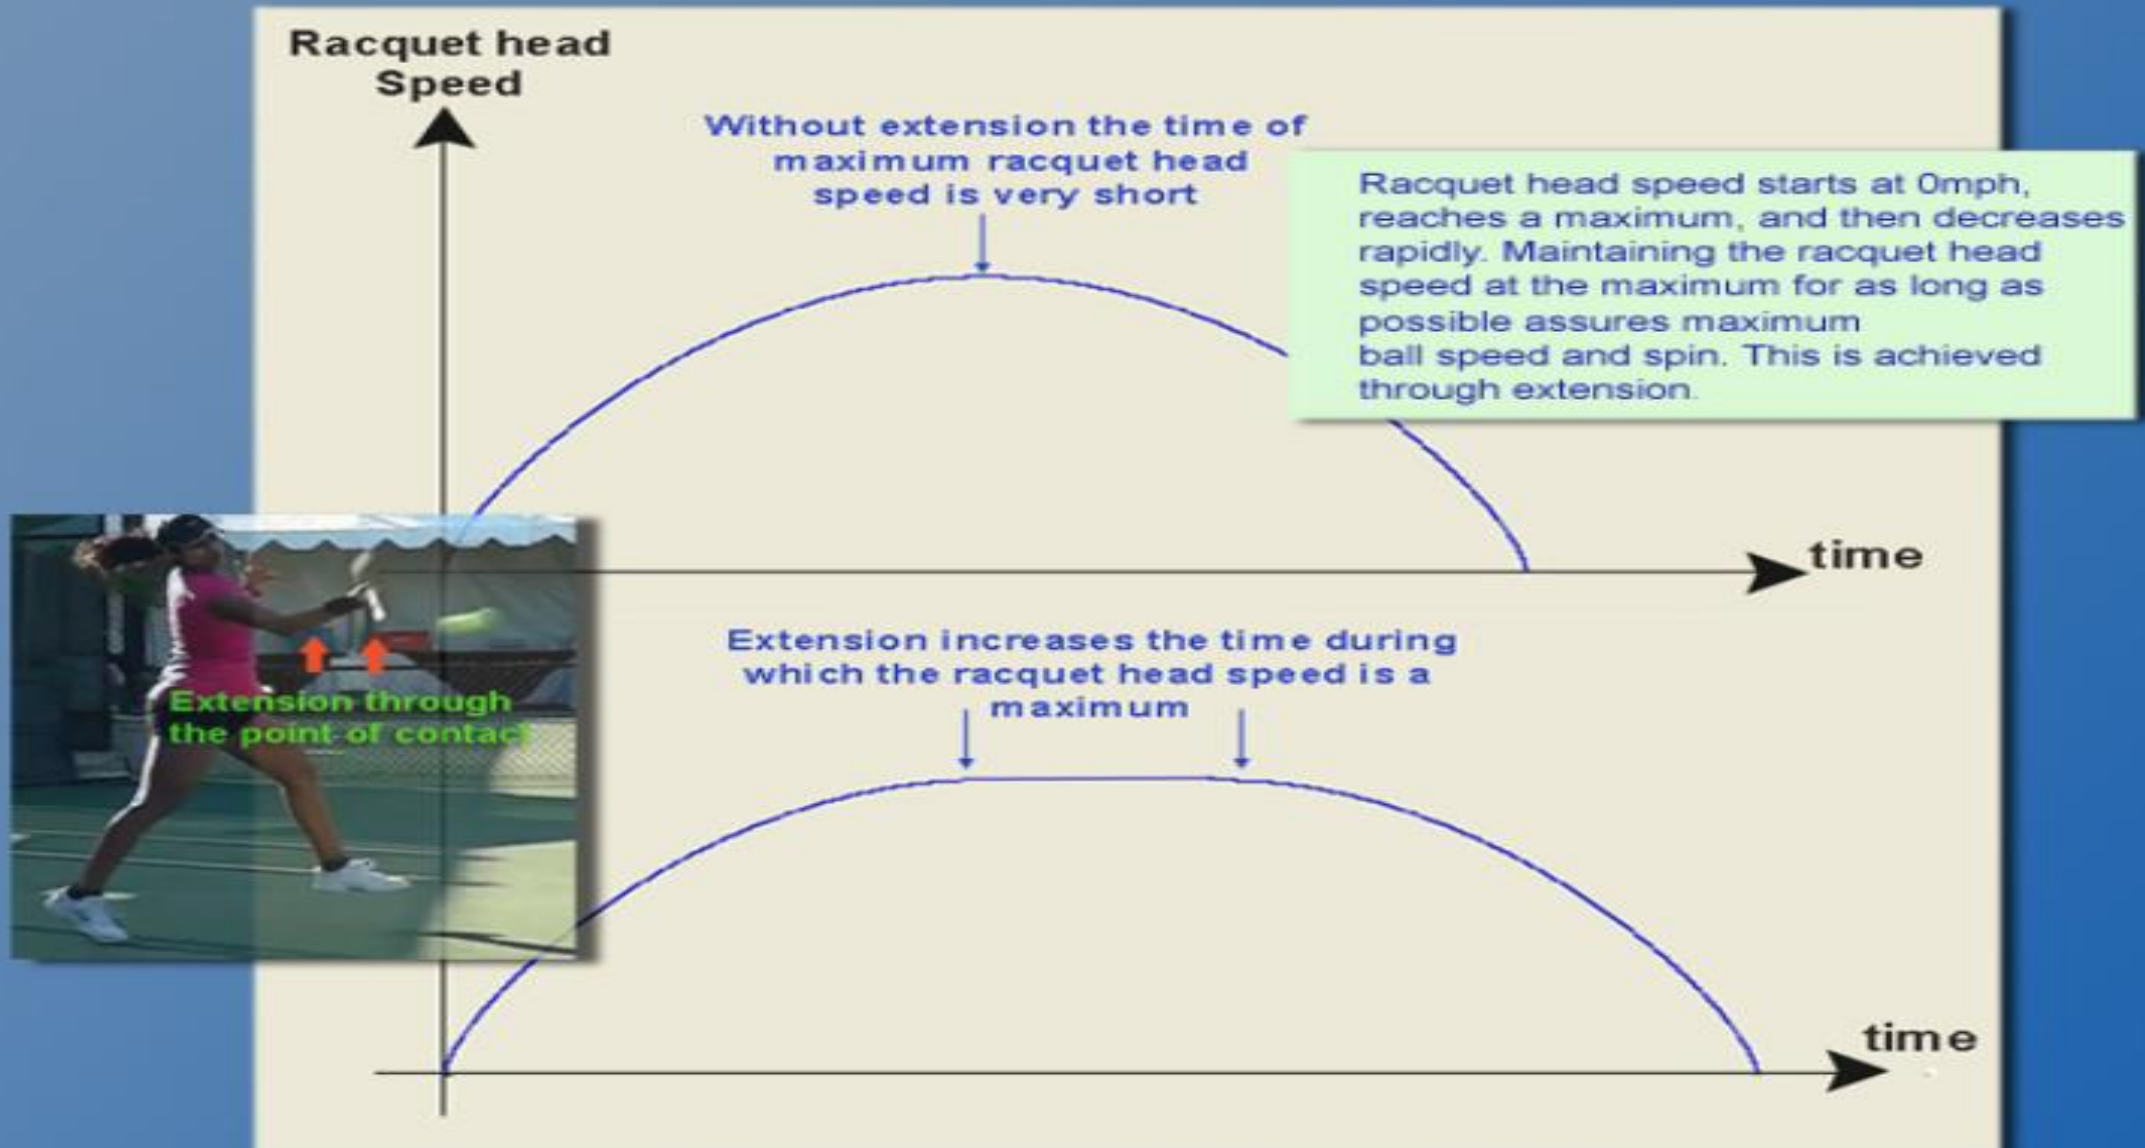 Racquet head
Speed
Without extension the time of
maximum racquet head
speed is very short
Racquet head speed starts at 0mph,
reaches a maximum, and then decreases
rapidly. Maintaining the racquet head
speed at the maximum for as long as
possible assures maximum
ball speed and spin. This is achieved
through extension.
time
Extension increases the time during
which the racquet head speed is a
maximum
Extension through
the point of contact
time